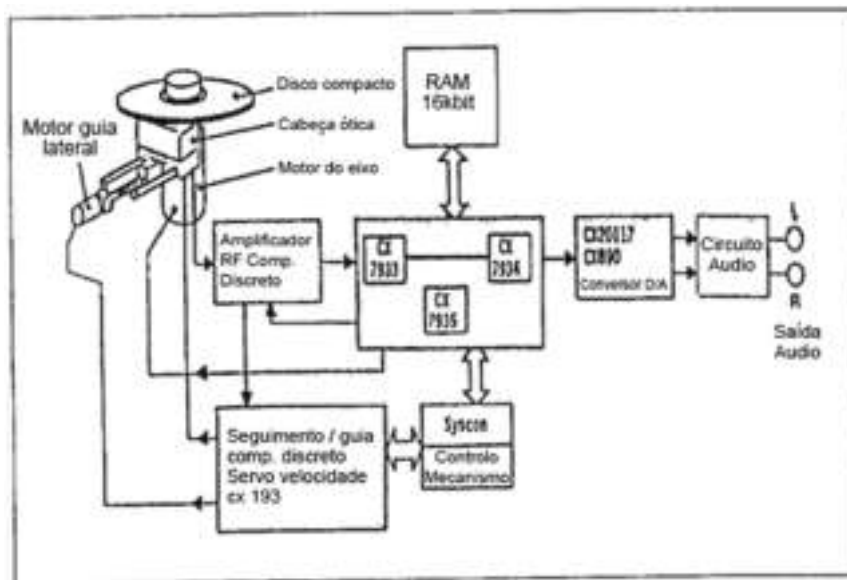 Disco compacto
Cabeça ótica
Motor do eixo
Motor guia
lateral
RAM
16kbit
Amplificador
RF Comp.
Discreto
CX
7933
CX
7934
CX
7935
CX20117
CX890
Conversor D/A
Circuito
Audio
R
Saída
Audio
Seguimento / guia
comp. discreto
Servo velocidade
cx 193
Syscon
Controlo
Mecanismo